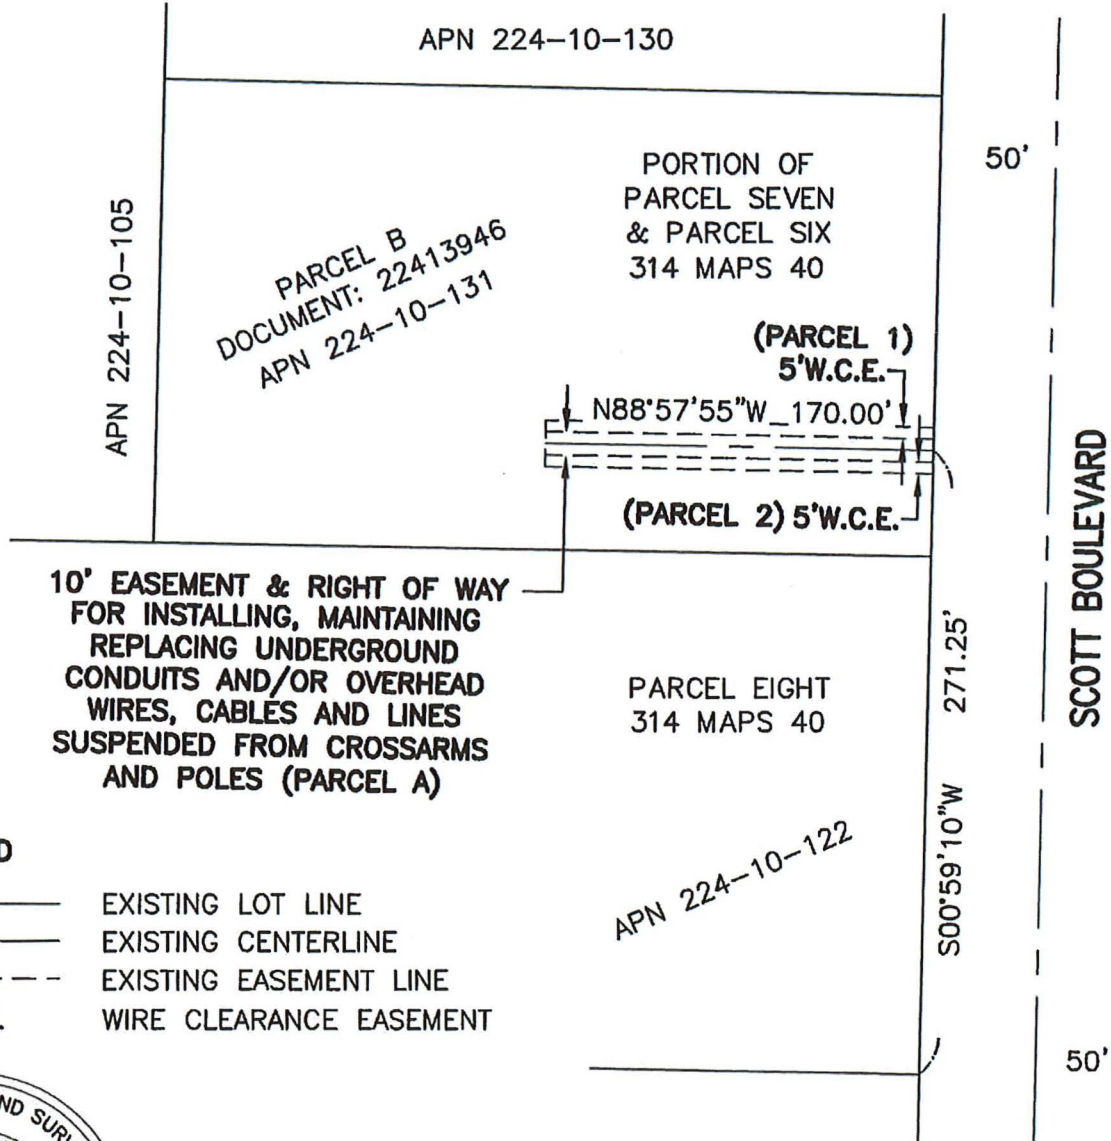 APN 224-10-130
50'
PORTION OF
PARCEL SEVEN
& PARCEL SIX
314 MAPS 40
APN 224-10-105
PARCEL B
DOCUMENT: 22413946
APN 224-10-131
(PARCEL 1)
5'W.C.E.
N88°57'55"W 170.00'
(PARCEL 2) 5'W.C.E.
SCOTT BOULEVARD
10' EASEMENT & RIGHT OF WAY
FOR INSTALLING, MAINTAINING
REPLACING UNDERGROUND
CONDUITS AND/OR OVERHEAD
WIRES, CABLES AND LINES
SUSPENDED FROM CROSSARMS
AND POLES (PARCEL A)
PARCEL EIGHT
314 MAPS 40
S00°59'10"W 271.25'
APN 224-10-122
D
EXISTING LOT LINE
EXISTING CENTERLINE
EXISTING EASEMENT LINE
. WIRE CLEARANCE EASEMENT
50'
ND SUR